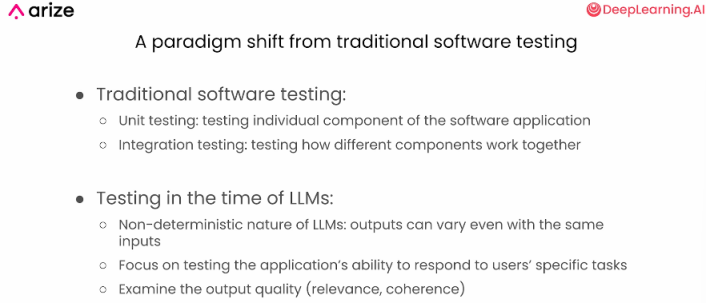 arize
DeepLearning.AI
A paradigm shift from traditional software testing
● Traditional software testing:
○ Unit testing: testing individual component of the software application
○ Integration testing: testing how different components work together
● Testing in the time of LLMs:
○ Non-deterministic nature of LLMs: outputs can vary even with the same
inputs
○ Focus on testing the application’s ability to respond to users’ specific tasks
○ Examine the output quality (relevance, coherence)